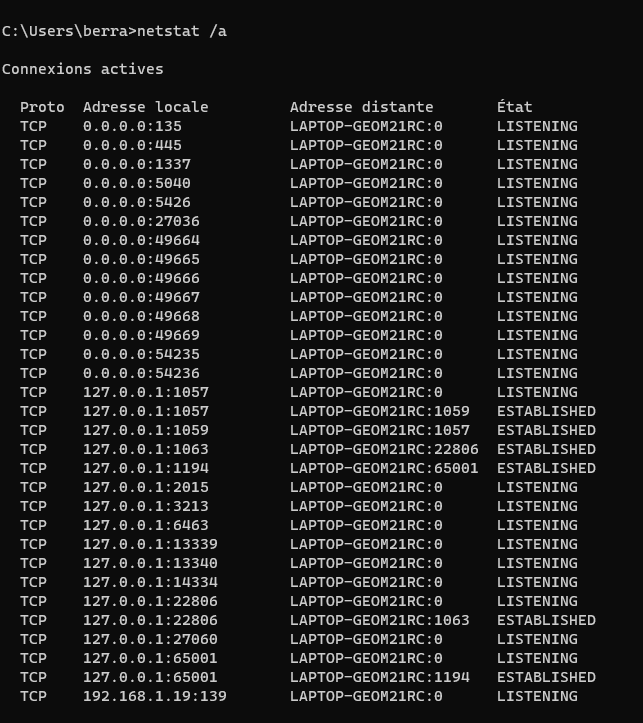 C:\Users\berra>netstat /a
Connexions actives
Proto Adresse locale Adresse distante État
TCP 0.0.0.0:135 LAPTOP-GEOM21RC:0 LISTENING
TCP 0.0.0.0:445 LAPTOP-GEOM21RC:0 LISTENING
TCP 0.0.0.0:1337 LAPTOP-GEOM21RC:0 LISTENING
TCP 0.0.0.0:5040 LAPTOP-GEOM21RC:0 LISTENING
TCP 0.0.0.0:5426 LAPTOP-GEOM21RC:0 LISTENING
TCP 0.0.0.0:27036 LAPTOP-GEOM21RC:0 LISTENING
TCP 0.0.0.0:49664 LAPTOP-GEOM21RC:0 LISTENING
TCP 0.0.0.0:49665 LAPTOP-GEOM21RC:0 LISTENING
TCP 0.0.0.0:49666 LAPTOP-GEOM21RC:0 LISTENING
TCP 0.0.0.0:49667 LAPTOP-GEOM21RC:0 LISTENING
TCP 0.0.0.0:49668 LAPTOP-GEOM21RC:0 LISTENING
TCP 0.0.0.0:49669 LAPTOP-GEOM21RC:0 LISTENING
TCP 0.0.0.0:54235 LAPTOP-GEOM21RC:0 LISTENING
TCP 0.0.0.0:54236 LAPTOP-GEOM21RC:0 LISTENING
TCP 127.0.0.1:1057 LAPTOP-GEOM21RC:0 LISTENING
TCP 127.0.0.1:1057 LAPTOP-GEOM21RC:1059 ESTABLISHED
TCP 127.0.0.1:1059 LAPTOP-GEOM21RC:1057 ESTABLISHED
TCP 127.0.0.1:1063 LAPTOP-GEOM21RC:22806 ESTABLISHED
TCP 127.0.0.1:1194 LAPTOP-GEOM21RC:65001 ESTABLISHED
TCP 127.0.0.1:2015 LAPTOP-GEOM21RC:0 LISTENING
TCP 127.0.0.1:3213 LAPTOP-GEOM21RC:0 LISTENING
TCP 127.0.0.1:6463 LAPTOP-GEOM21RC:0 LISTENING
TCP 127.0.0.1:13339 LAPTOP-GEOM21RC:0 LISTENING
TCP 127.0.0.1:13340 LAPTOP-GEOM21RC:0 LISTENING
TCP 127.0.0.1:14334 LAPTOP-GEOM21RC:0 LISTENING
TCP 127.0.0.1:22806 LAPTOP-GEOM21RC:0 LISTENING
TCP 127.0.0.1:22806 LAPTOP-GEOM21RC:1063 ESTABLISHED
TCP 127.0.0.1:27060 LAPTOP-GEOM21RC:0 LISTENING
TCP 127.0.0.1:65001 LAPTOP-GEOM21RC:0 LISTENING
TCP 127.0.0.1:65001 LAPTOP-GEOM21RC:1194 ESTABLISHED
TCP 192.168.1.19:139 LAPTOP-GEOM21RC:0 LISTENING